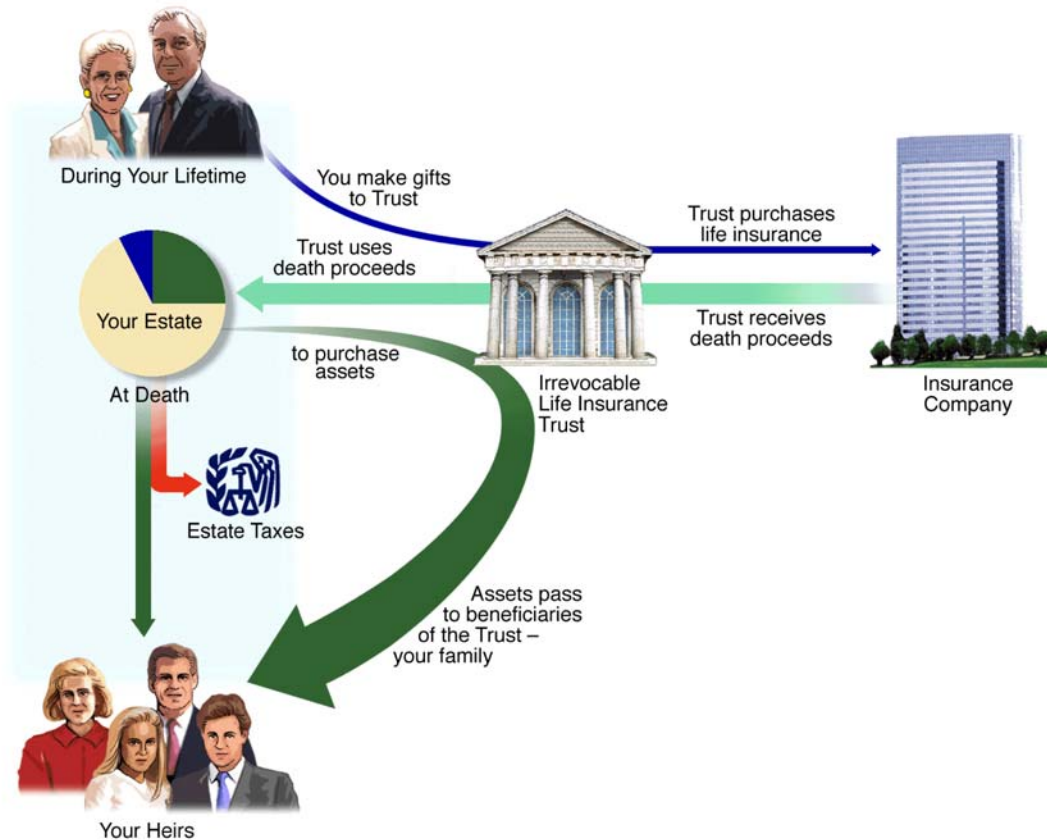 During Your Lifetime
You make gifts
to Trust
Trust purchases
life insurance
Trust uses
death proceeds
Your Estate
Trust receives
death proceeds
to purchase
assets
At Death
Irrevocable
Life Insurance
Trust
Insurance
Company
Estate Taxes
Assets pass
to beneficiaries
of the Trust –
your family
Your Heirs